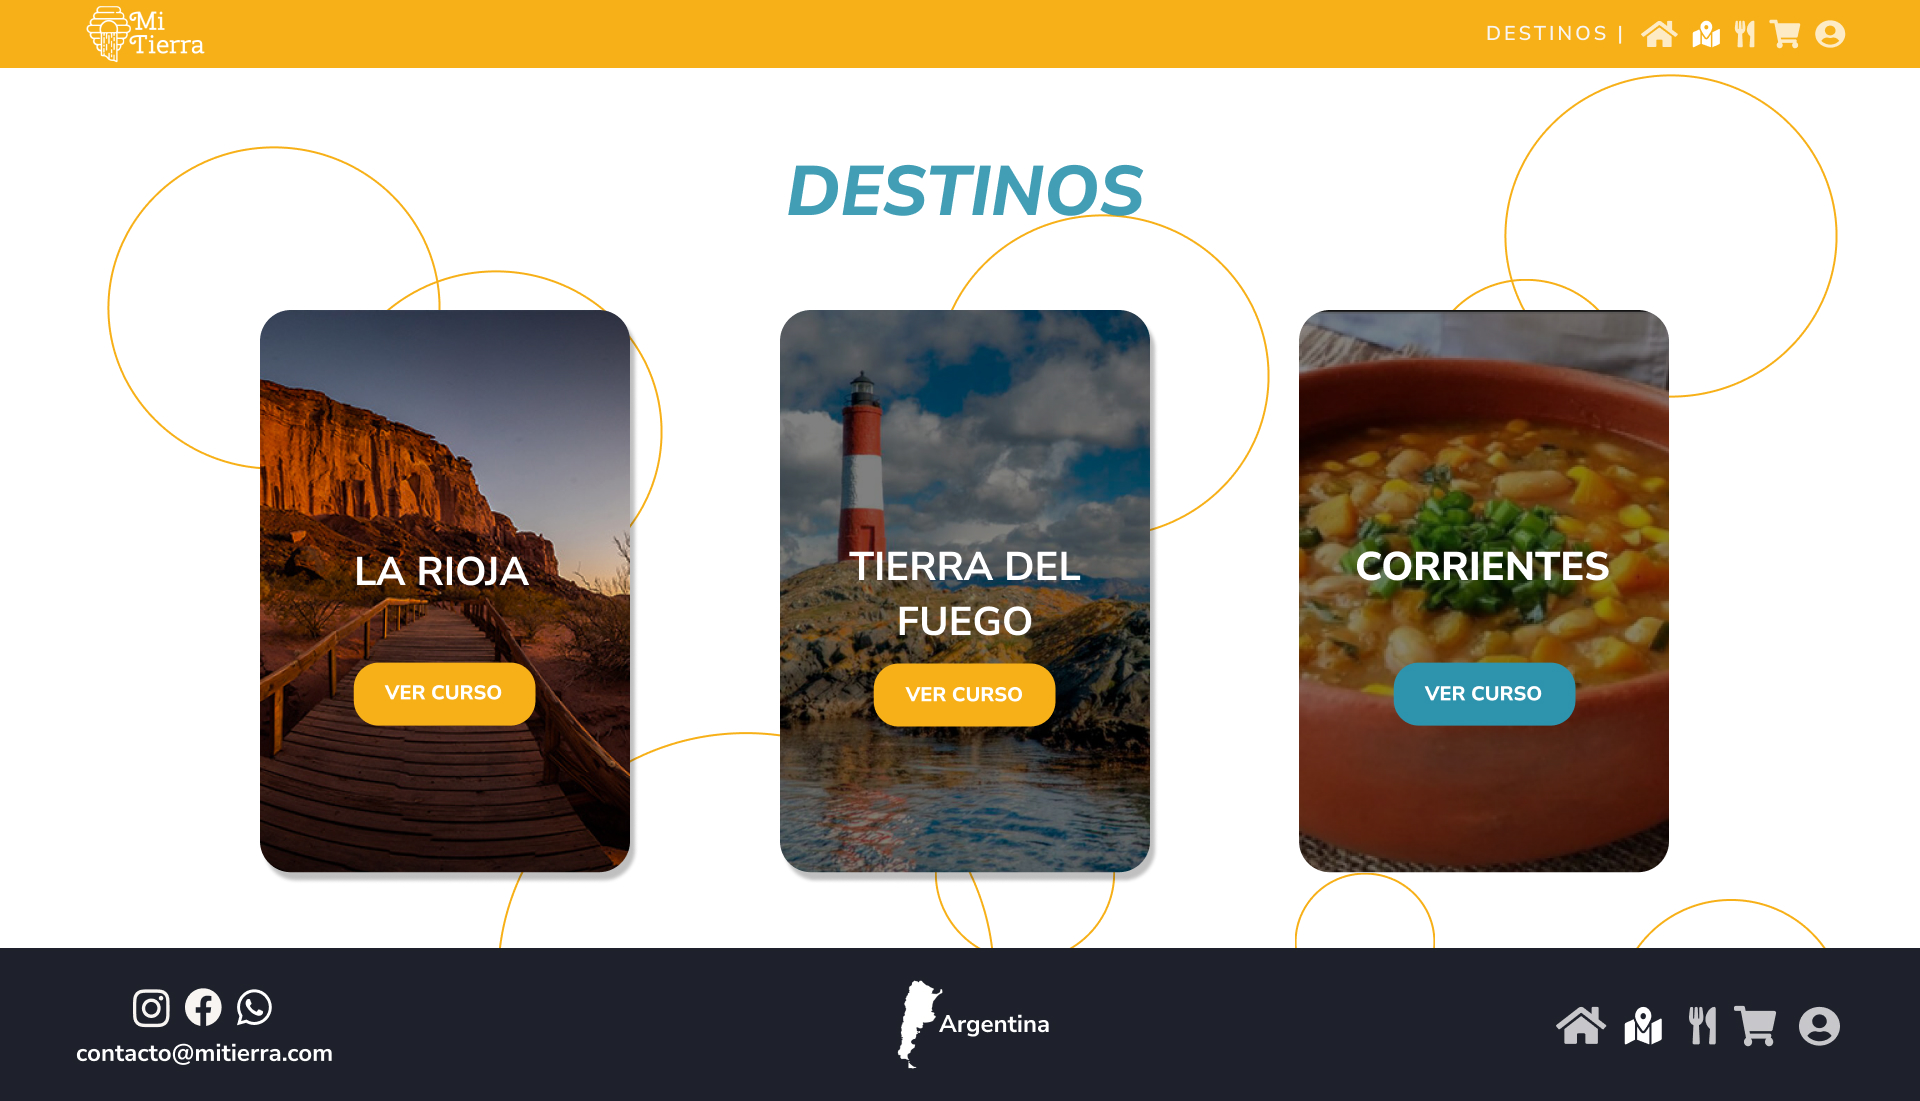 Mi
Tierra
DESTINOS |
DESTINOS
LA RIOJA
VER CURSO
TIERRA DEL
FUEGO
VER CURSO
CORRIENTES
VER CURSO
contacto@mitierra.com
Argentina